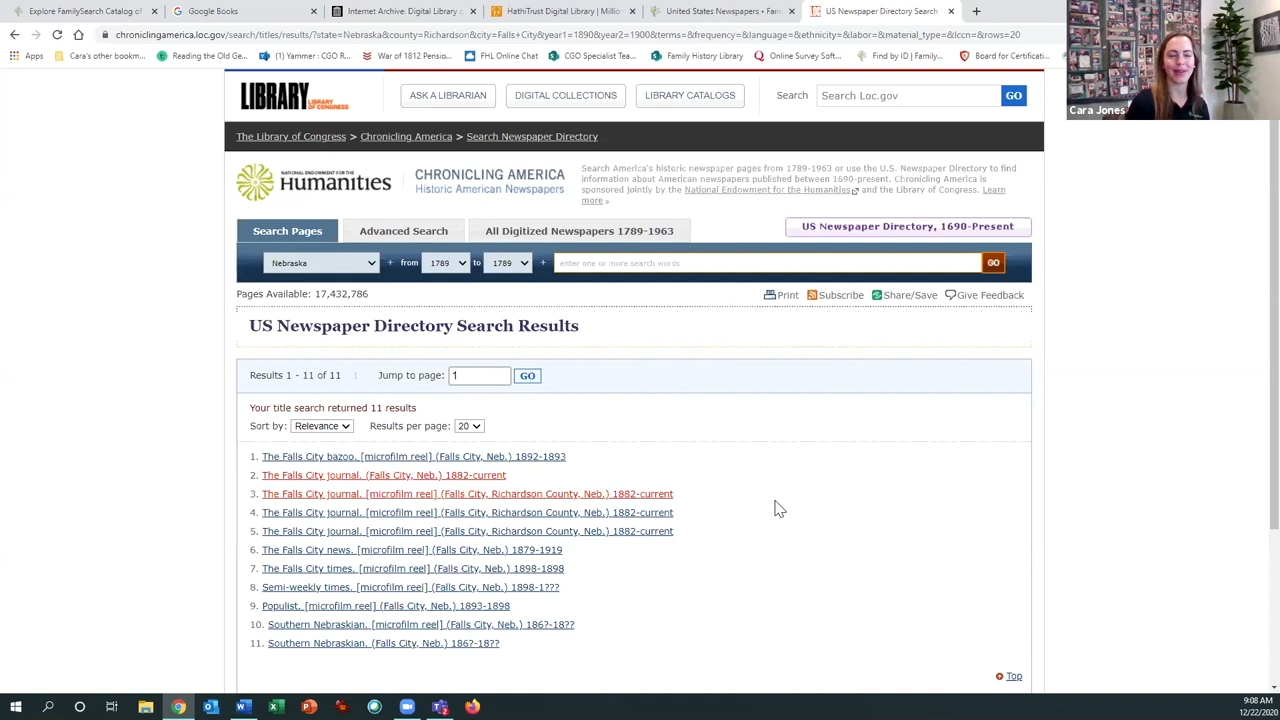 Explore FamilySearch Catalog of
Google Books
Internet Archive: Digital Library
HathiTrust Digital Library | Millio
United States Newspapers • Fam
US Newspaper Directory Search
chroniclingamerica.loc.gov/search/titles/results/?state=Nebraska&county=Richardson&city=Falls+City&year1=1890&year2=1900&terms=&frequency=&language=&ethnicity=&labor=&material_type=&lccn=&rows=20
Apps
Cara's other bookm...
Reading the Old Ge
(1) Yammer : CGO R...
War of 1812 Pension...
FHL Online Chat
CGO Specialist Tea...
Family History Library
Online Survey Soft...
Find by ID | Family...
Board for Certificati
Cara Jones
LIBRARY LIBRARY OF CONGRESS
ASK A LIBRARIAN
DIGITAL COLLECTIONS
LIBRARY CATALOGS
Search
Search Loc.gov
GO
The Library of Congress > Chronicling America > Search Newspaper Directory
NATIONAL ENDOWMENT FOR THE
Humanities
CHRONICLING AMERICA
Historic American Newspapers
Search America's historic newspaper pages from 1789-1963 or use the U.S. Newspaper Directory to find
information about American newspapers published between 1690-present. Chronicling America is
sponsored jointly by the National Endowment for the Humanities and the Library of Congress. Learn
more »
Search Pages
Advanced Search
All Digitized Newspapers 1789-1963
US Newspaper Directory, 1690-Present
Nebraska + from 1789 to 1789 + enter one or more search words GO
Pages Available: 17,432,786
Print
Subscribe
Share/Save
Give Feedback
US Newspaper Directory Search Results
Results 1 - 11 of 11
Jump to page: 1 GO
Your title search returned 11 results
Sort by: Relevance Results per page: 20
1. The Falls City bazoo. [microfilm reel] (Falls City, Neb.) 1892-1893
2. The Falls City journal. (Falls City, Neb.) 1882-current
3. The Falls City journal. [microfilm reel] (Falls City, Richardson County, Neb.) 1882-current
4. The Falls City journal. [microfilm reel] (Falls City, Richardson County, Neb.) 1882-current
5. The Falls City journal. [microfilm reel] (Falls City, Richardson County, Neb.) 1882-current
6. The Falls City news. [microfilm reel] (Falls City, Neb.) 1879-1919
7. The Falls City times. [microfilm reel] (Falls City, Neb.) 1898-1898
8. Semi-weekly times. [microfilm reel] (Falls City, Neb.) 1898-1???
9. Populist. [microfilm reel] (Falls City, Neb.) 1893-1898
10. Southern Nebraskian. [microfilm reel] (Falls City, Neb.) 186?-18??
11. Southern Nebraskian. (Falls City, Neb.) 186?-18??
Top
9:08 AM
12/22/2020